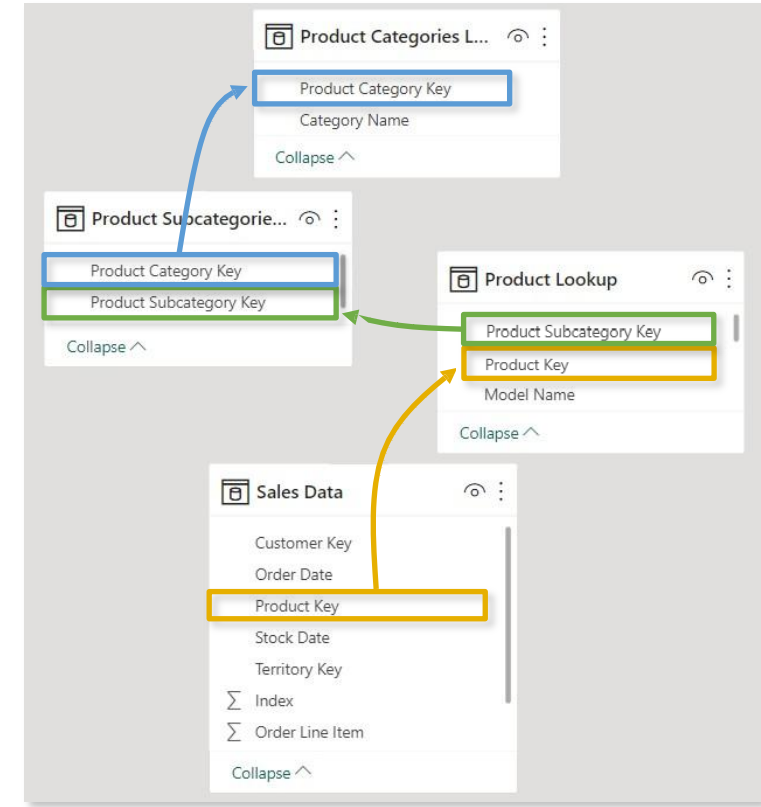 Product Categories L...
Product Category Key
Category Name
Collapse
Product Subcategorie...
Product Category Key
Product Subcategory Key
Collapse
Product Lookup
Product Subcategory Key
Product Key
Model Name
Collapse
Sales Data
Customer Key
Order Date
Product Key
Stock Date
Territory Key
∑ Index
∑ Order Line Item
Collapse